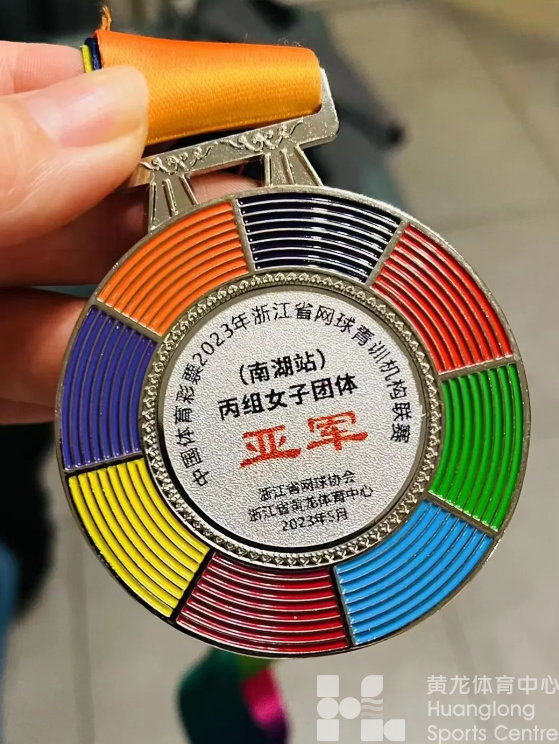 中国体育彩票2023年浙江省网球青训机构联赛
（南湖站）
丙组女子团体
亚军
浙江省网球协会
浙江省黄龙体育中心
2023年5月
黄龙体育中心
Huanglong
Sports Centre